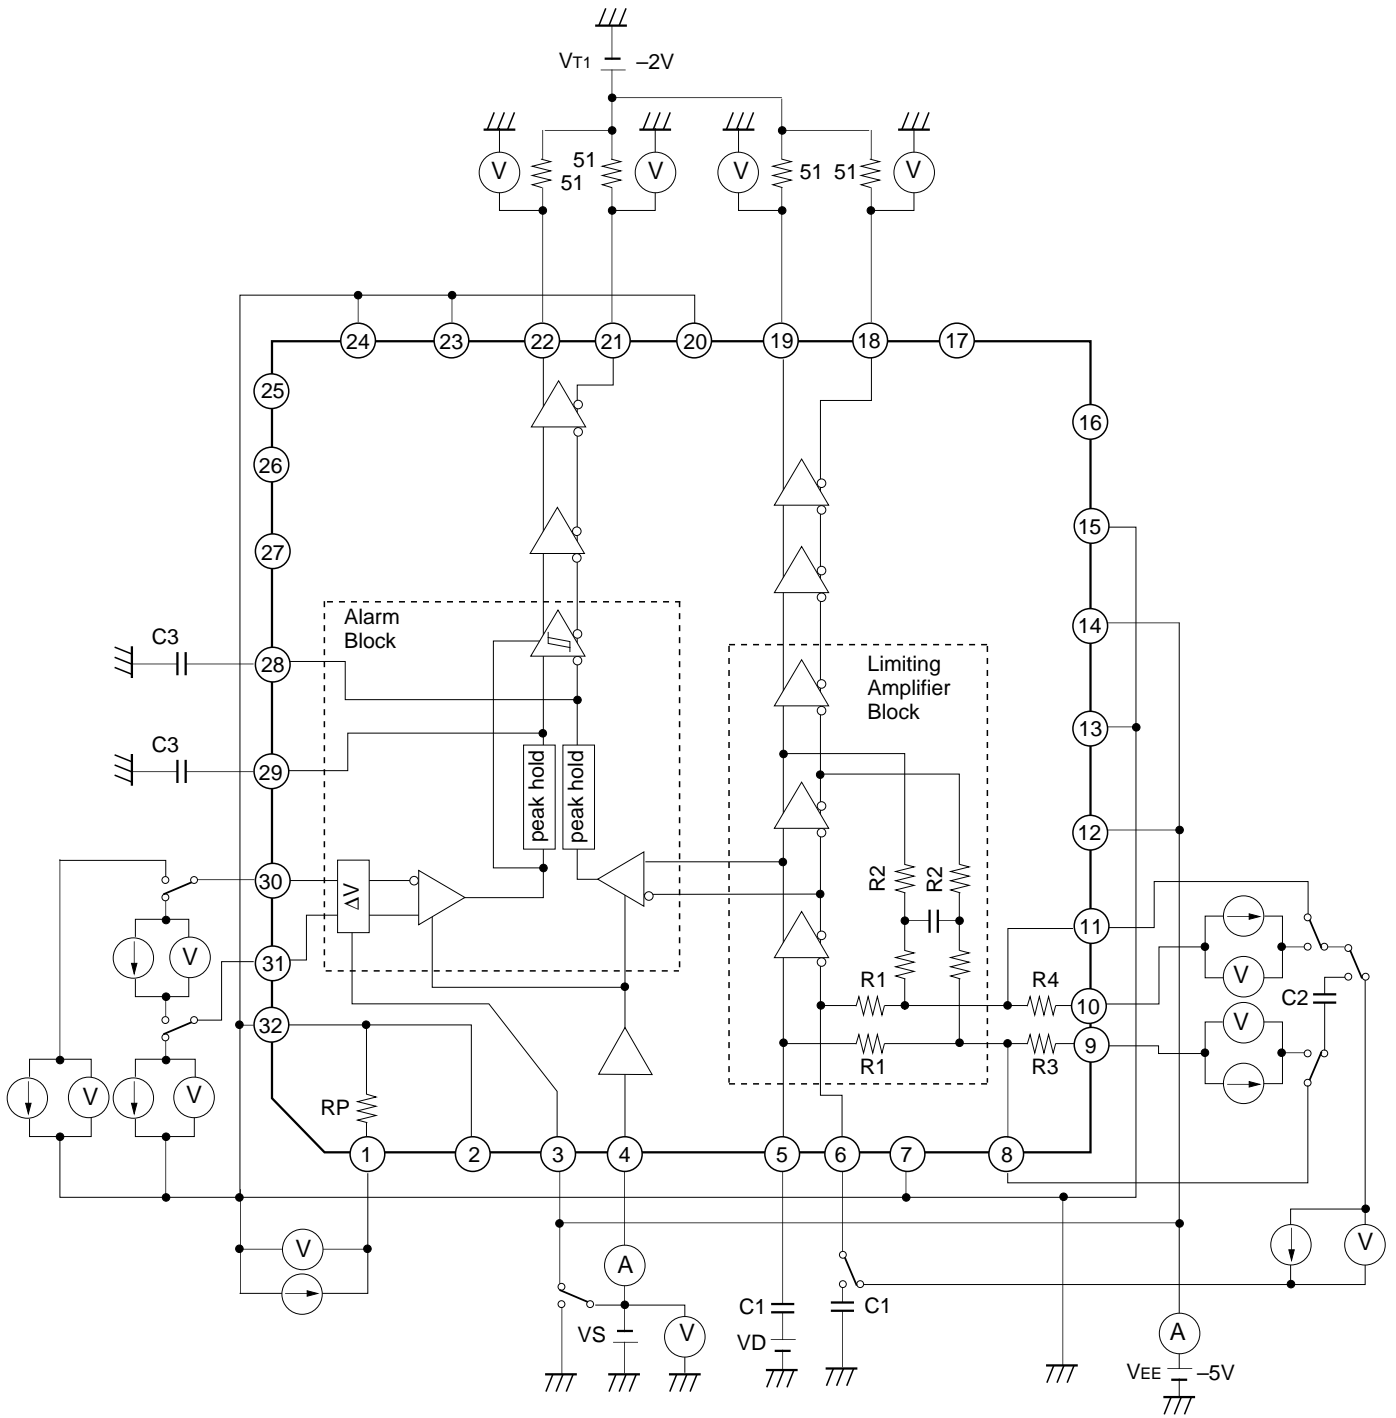 VT1 –2V
V 51 51 V V 51 51 V
24 23 22 21 20 19 18 17
25
16
26
15
27
Alarm
Block
14
C3
28
Limiting
Amplifier
Block
13
C3
29
peak hold
peak hold
12
30
ΔV
R2
R2
11
V
V
31
R1
R4
10
C2
V
32
R1
R3
9
V
V
RP
1 2 3 4 5 6 7 8
V
A
V
C1
C1
VS
V
VD
A
VEE –5V